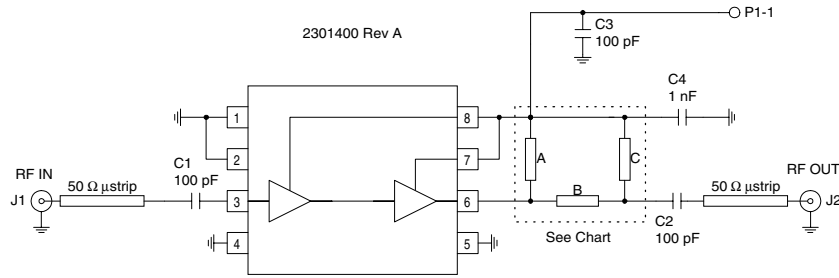 P1-1
C3
100 pF
2301400 Rev A
C4
1 nF
1
8
2
7
C1
100 pF
A
C
RF IN
50 Ω µstrip
J1
3
6
B
RF OUT
50 Ω µstrip
J2
C2
100 pF
4
5
See Chart